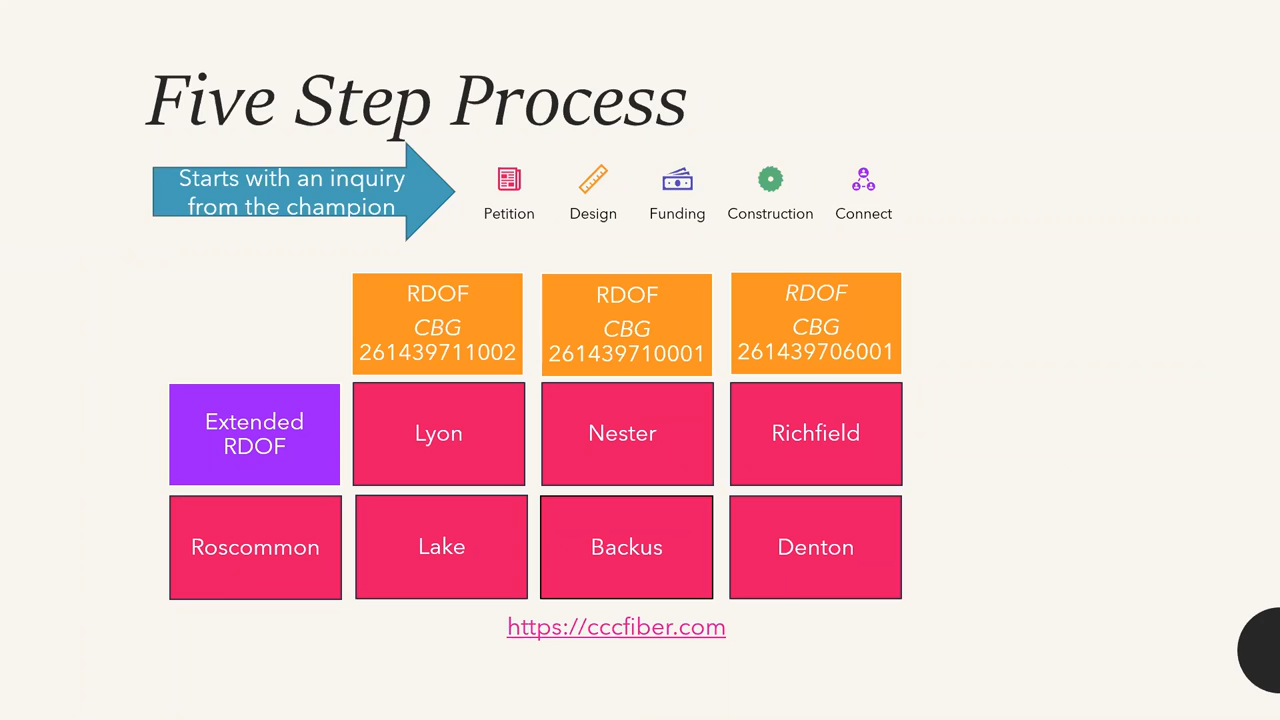 Five Step Process
Starts with an inquiry
from the champion
Petition
Design
Funding
Construction
Connect
RDOF
CBG
261439711002
RDOF
CBG
261439710001
RDOF
CBG
261439706001
Extended
RDOF
Lyon
Nester
Richfield
Roscommon
Lake
Backus
Denton
https://cccfiber.com